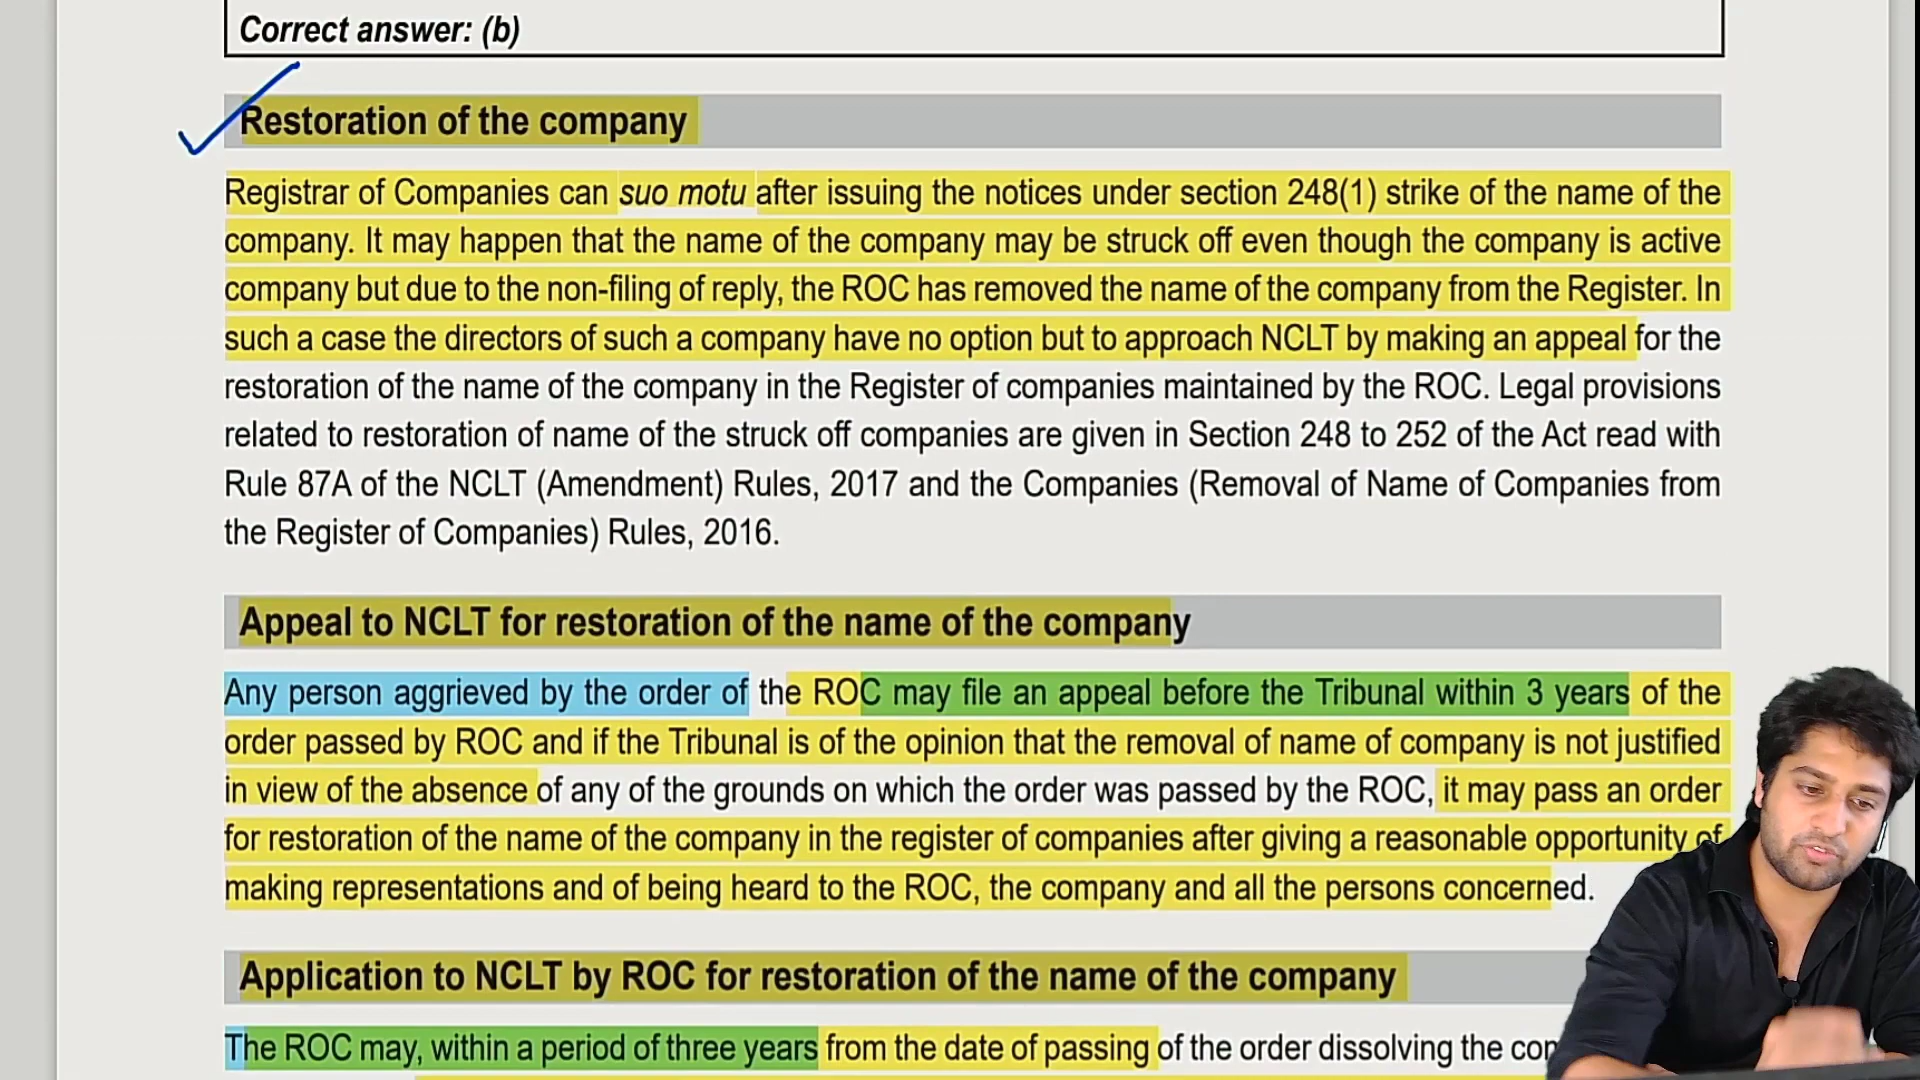 Correct answer: (b)
Restoration of the company
Registrar of Companies can suo motu after issuing the notices under section 248(1) strike of the name of the
company. It may happen that the name of the company may be struck off even though the company is active
company but due to the non-filing of reply, the ROC has removed the name of the company from the Register. In
such a case the directors of such a company have no option but to approach NCLT by making an appeal for the
restoration of the name of the company in the Register of companies maintained by the ROC. Legal provisions
related to restoration of name of the struck off companies are given in Section 248 to 252 of the Act read with
Rule 87A of the NCLT (Amendment) Rules, 2017 and the Companies (Removal of Name of Companies from
the Register of Companies) Rules, 2016.
Appeal to NCLT for restoration of the name of the company
Any person aggrieved by the order of the ROC may file an appeal before the Tribunal within 3 years of the
order passed by ROC and if the Tribunal is of the opinion that the removal of name of company is not justified
in view of the absence of any of the grounds on which the order was passed by the ROC, it may pass an order
for restoration of the name of the company in the register of companies after giving a reasonable opportunity of
making representations and of being heard to the ROC, the company and all the persons concerned.
Application to NCLT by ROC for restoration of the name of the company
The ROC may, within a period of three years from the date of passing of the order dissolving the